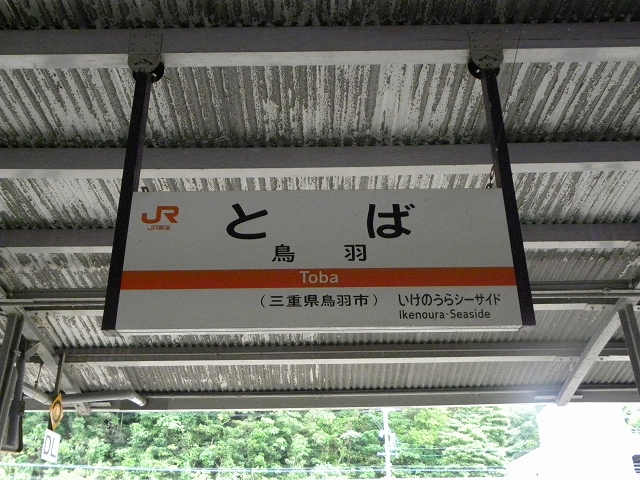 JR
JR東海
とば
鳥羽
Toba
(三重県鳥羽市)
いけのうらシーサイド
Ikenoura-Seaside
DL